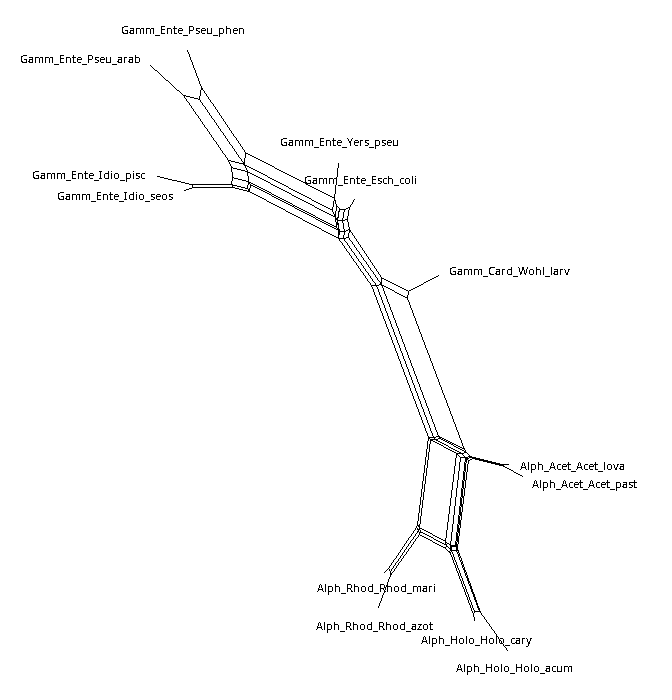 Gamm_Ente_Pseu_phen
Gamm_Ente_Pseu_arab
Gamm_Ente_Yers_pseu
Gamm_Ente_Idio_pisc
Gamm_Ente_Esch_coli
Gamm_Ente_Idio_seos
Gamm_Card_Wohl_larv
Alph_Acet_Acet_lova
Alph_Acet_Acet_past
Alph_Rhod_Rhod_mari
Alph_Rhod_Rhod_azot
Alph_Holo_Holo_cary
Alph_Holo_Holo_acum